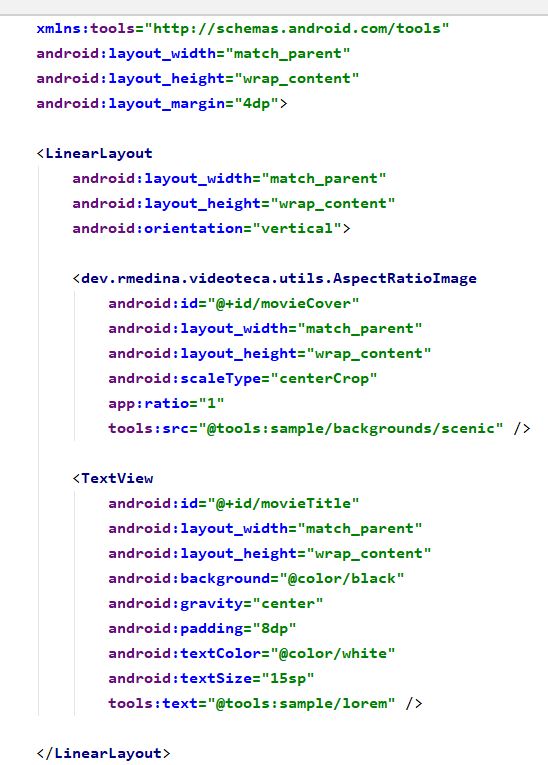 xmlns:tools="http://schemas.android.com/tools"
android:layout_width="match_parent"
android:layout_height="wrap_content"
android:layout_margin="4dp">
<LinearLayout
android:layout_width="match_parent"
android:layout_height="wrap_content"
android:orientation="vertical">
<dev.rmedina.videoteca.utils.AspectRatioImage
android:id="@+id/movieCover"
android:layout_width="match_parent"
android:layout_height="wrap_content"
android:scaleType="centerCrop"
app:ratio="1"
tools:src="@tools:sample/backgrounds/scenic" />
<TextView
android:id="@+id/movieTitle"
android:layout_width="match_parent"
android:layout_height="wrap_content"
android:background="@color/black"
android:gravity="center"
android:padding="8dp"
android:textColor="@color/white"
android:textSize="15sp"
tools:text="@tools:sample/lorem" />
</LinearLayout>